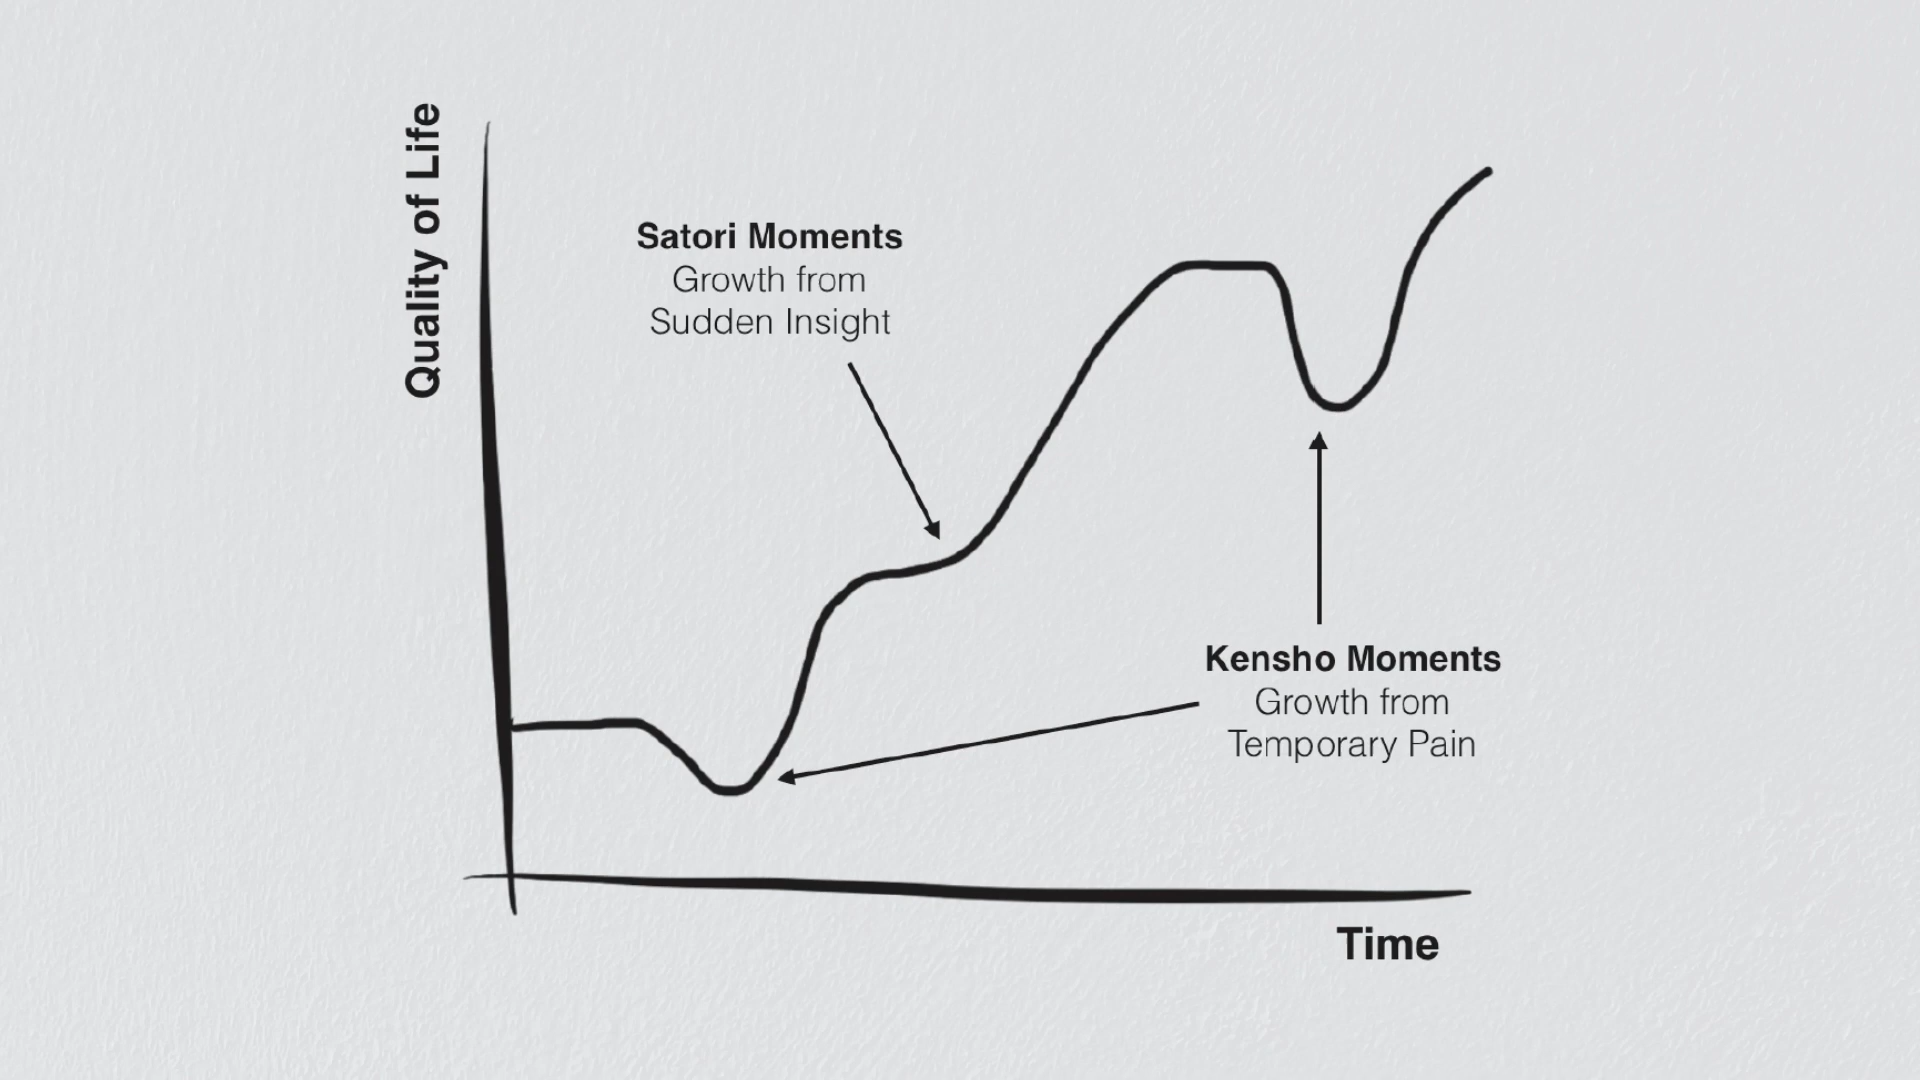 Quality of Life
Satori Moments
Growth from
Sudden Insight
Kensho Moments
Growth from
Temporary Pain
Time